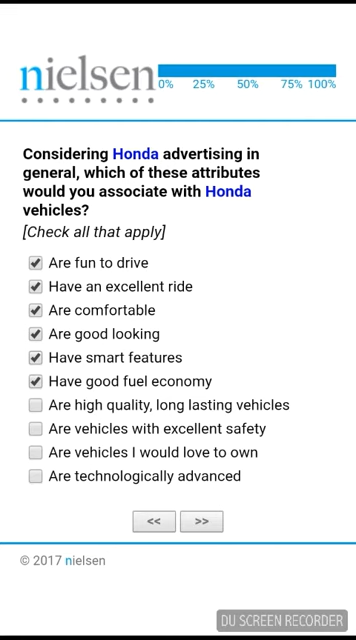 nielsen
0% 25% 50% 75% 100%
Considering Honda advertising in
general, which of these attributes
would you associate with Honda
vehicles?
[Check all that apply]
Are fun to drive
Have an excellent ride
Are comfortable
Are good looking
Have smart features
Have good fuel economy
Are high quality, long lasting vehicles
Are vehicles with excellent safety
Are vehicles I would love to own
Are technologically advanced
<< >>
© 2017 nielsen
DU SCREEN RECORDER